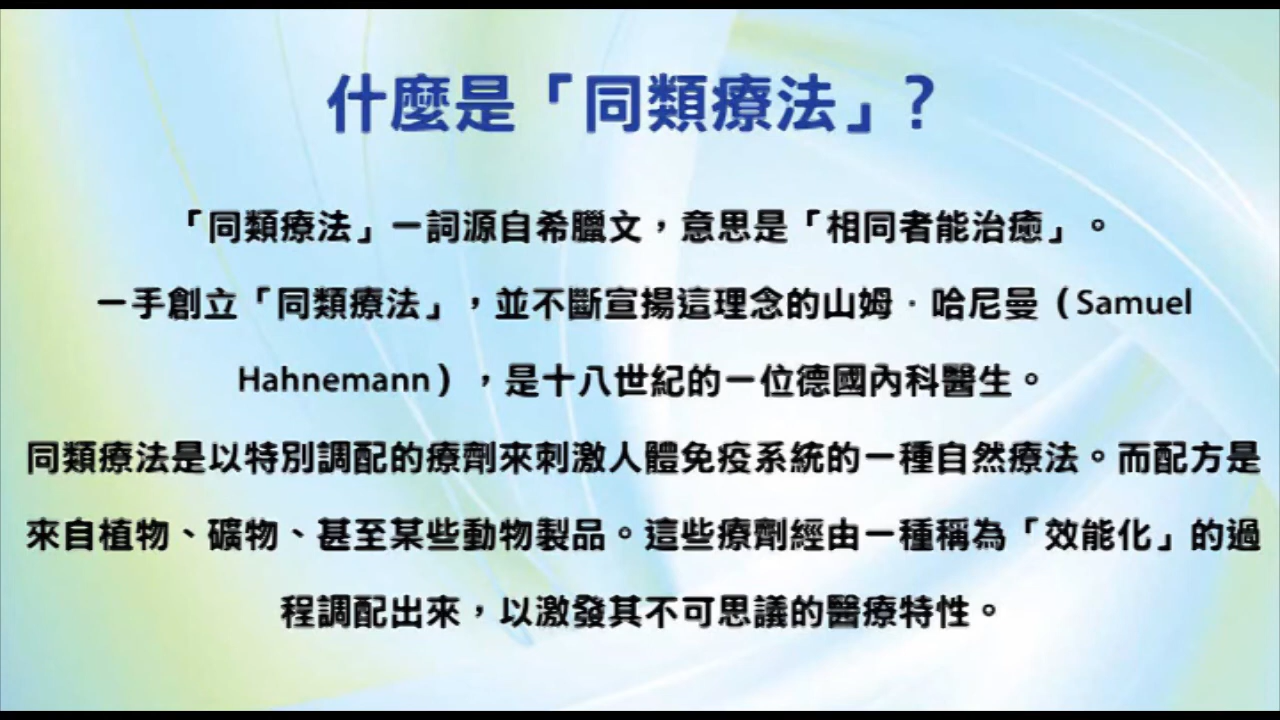 什麼是「同類療法」?
「同類療法」一詞源自希臘文，意思是「相同者能治癒」。
一手創立「同類療法」，並不斷宣揚這理念的山姆．哈尼曼（Samuel
Hahnemann），是十八世紀的一位德國內科醫生。
同類療法是以特別調配的療劑來刺激人體免疫系統的一種自然療法。而配方是
來自植物、礦物、甚至某些動物製品。這些療劑經由一種稱為「效能化」的過
程調配出來，以激發其不可思議的醫療特性。